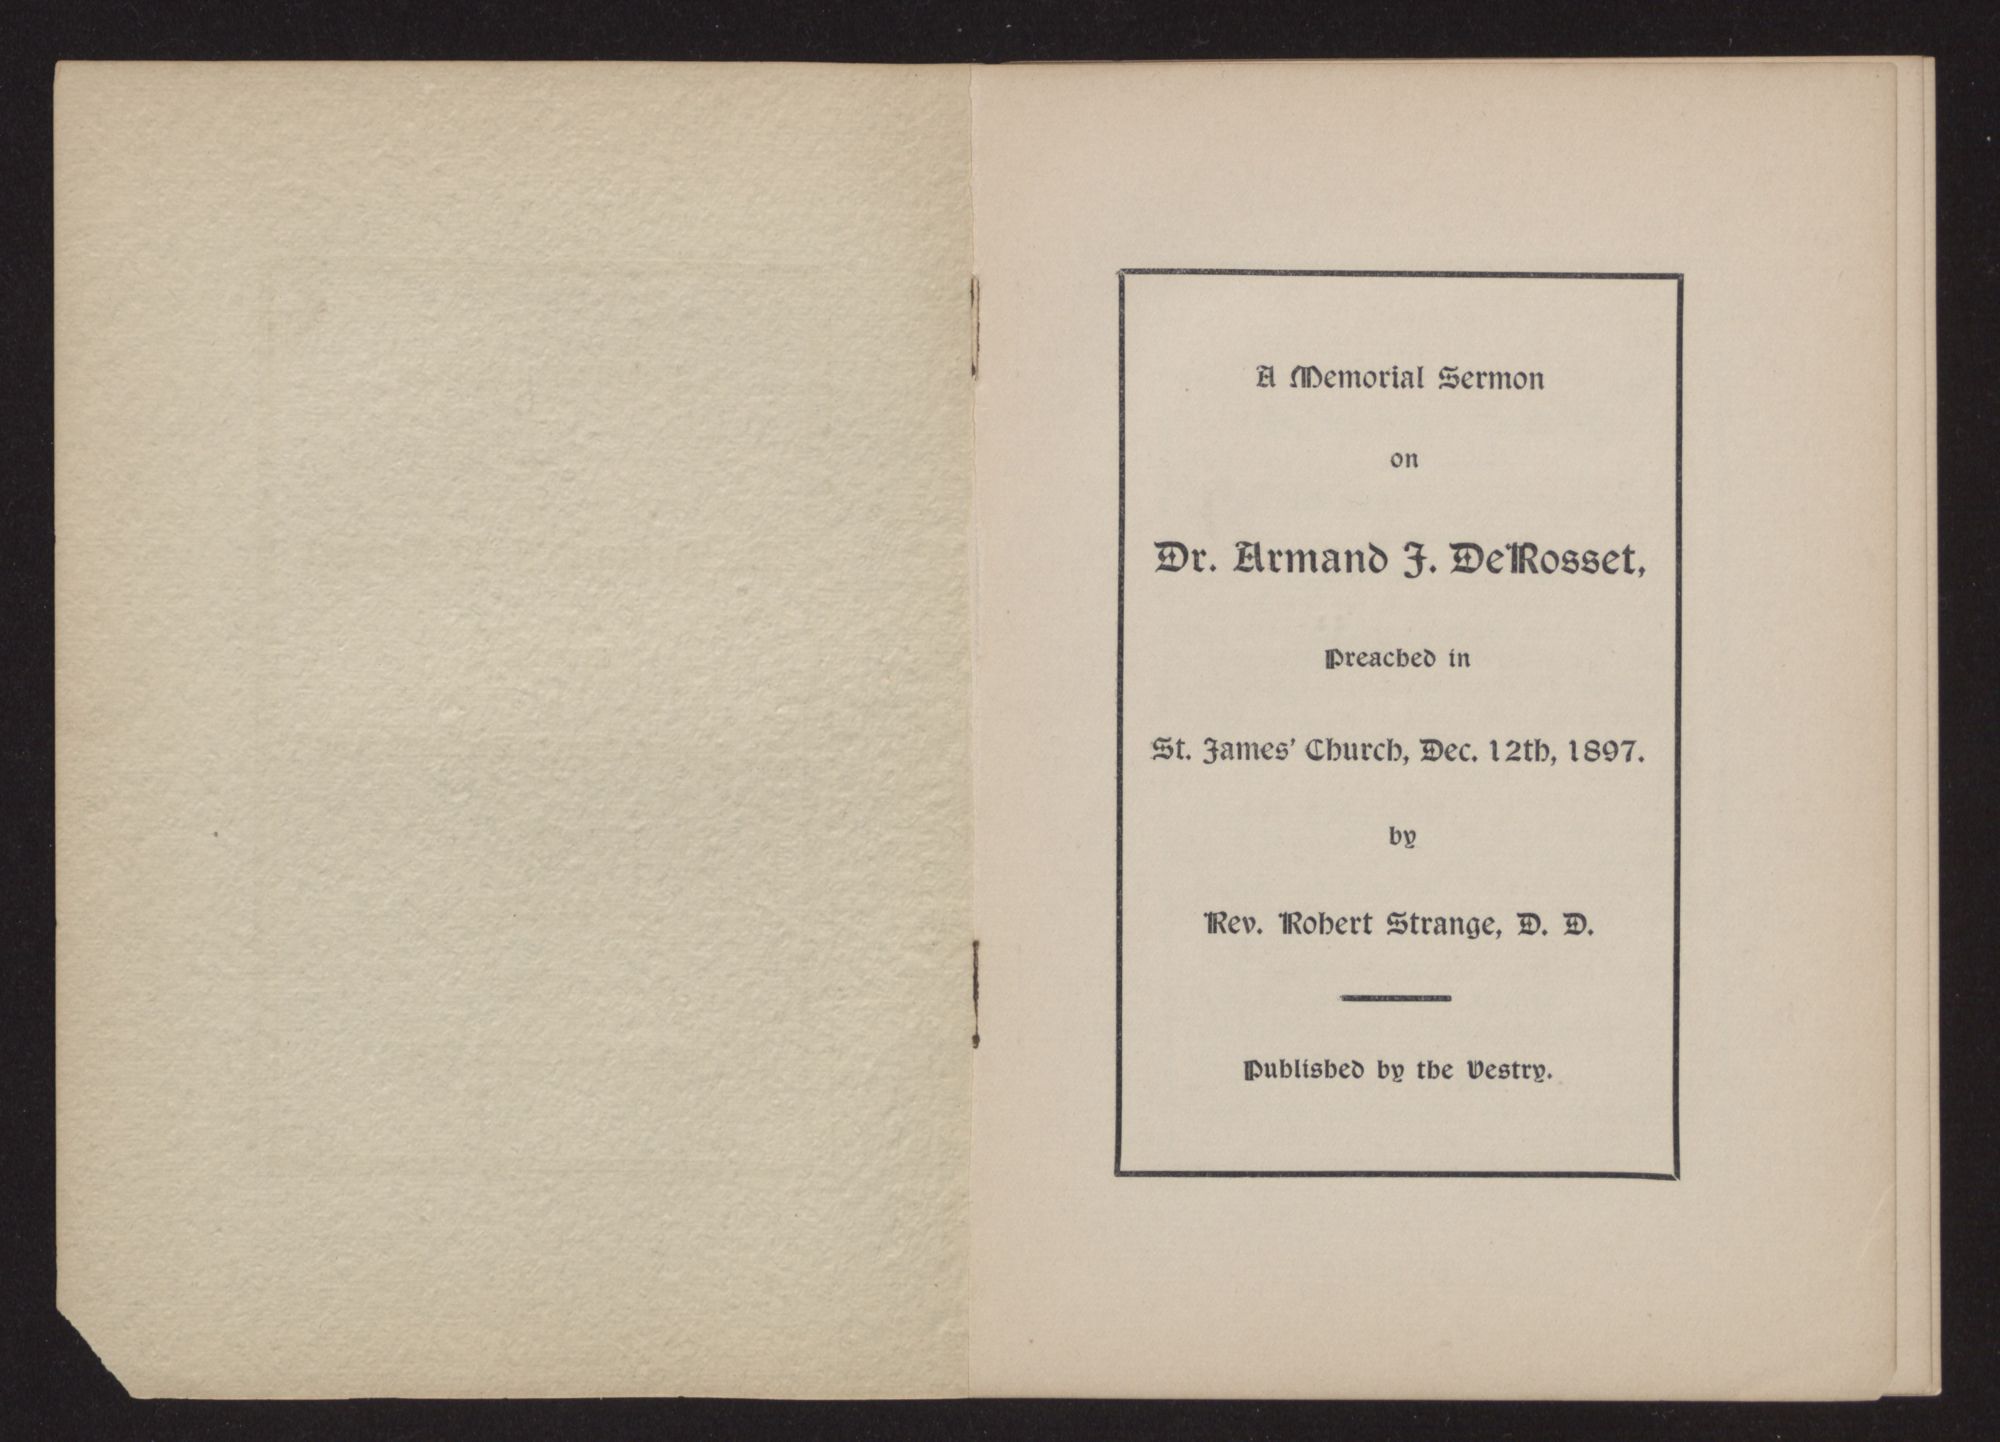 A Memorial Sermon
on
Dr. Armand J. DeRosset,
Preached in
St. James' Church, Dec. 12th, 1897.
by
Rev. Robert Strange, D. D.
Published by the Vestry.